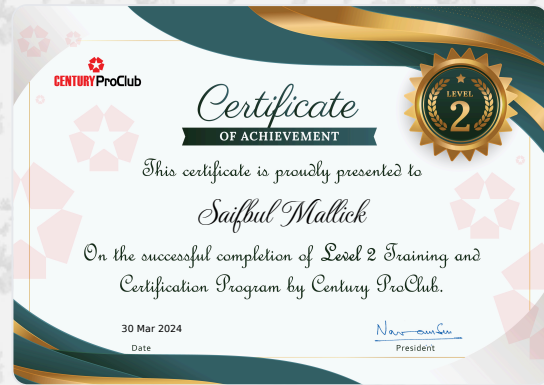 CENTURY ProClub
LEVEL
2
Certificate
OF ACHIEVEMENT
This certificate is proudly presented to
Saifbul Mallick
On the successful completion of Level 2 Training and
Certification Program by Century ProClub.
30 Mar 2024
Date
President